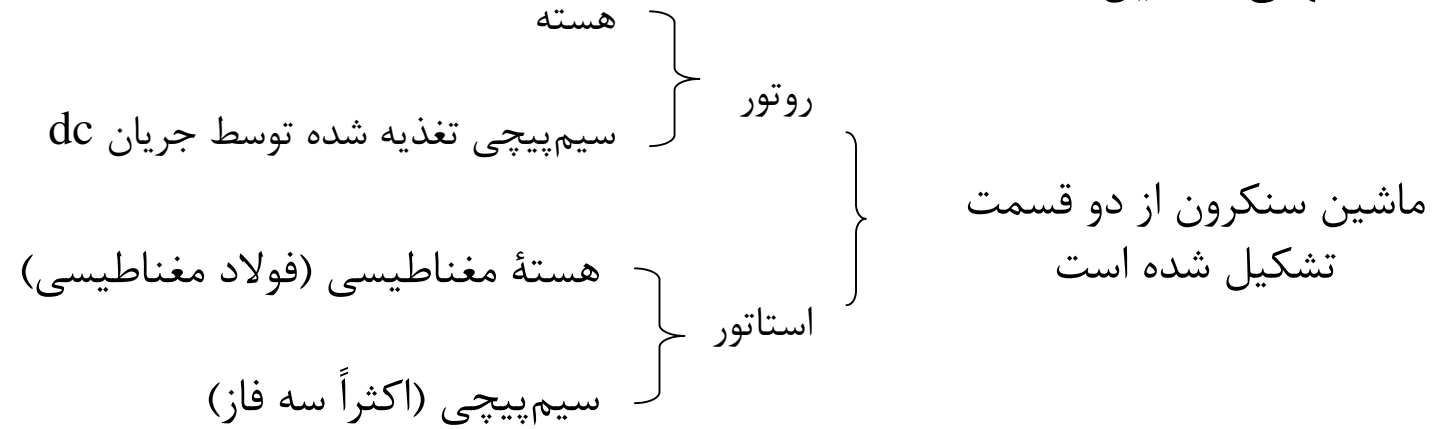 ماشین سنکرون از دو قسمت
تشکیل شده است
روتور
هسته
سیم‌پیچی تغذیه شده توسط جریان dc
استاتور
هستهٔ مغناطیسی (فولاد مغناطیسی)
سیم‌پیچی (اکثراً سه فاز)